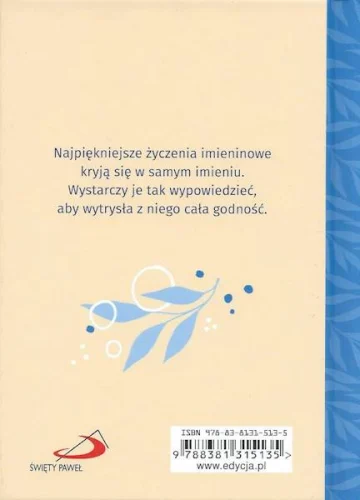 Najpiękniejsze życzenia imieninowe
kryją się w samym imieniu.
Wystarczy je tak wypowiedzieć,
aby wytrysła z niego cała godność.
ISBN 978-83-8131-513-5
9 788381 315135 >
www.edycja.pl
ŚWIĘTY PAWEŁ